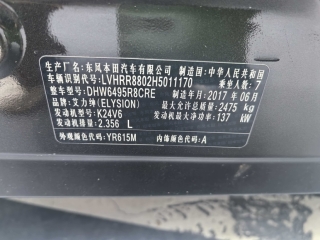 东风本田汽车有限公司 制造国：中华人民共和国
车辆识别代号：LVHRR8802H5011170 乘坐人数：7
整车型号：DHW6495R8CRE 制造年月：2017 年 06月
品牌：艾力绅(ELYSION) 最大允许总质量：2475 kg
发动机型号：K24V6 发动机最大净功率：137 kW
发动机排量：2.356 L
外观颜色代码：YR615M 内饰颜色代码：A